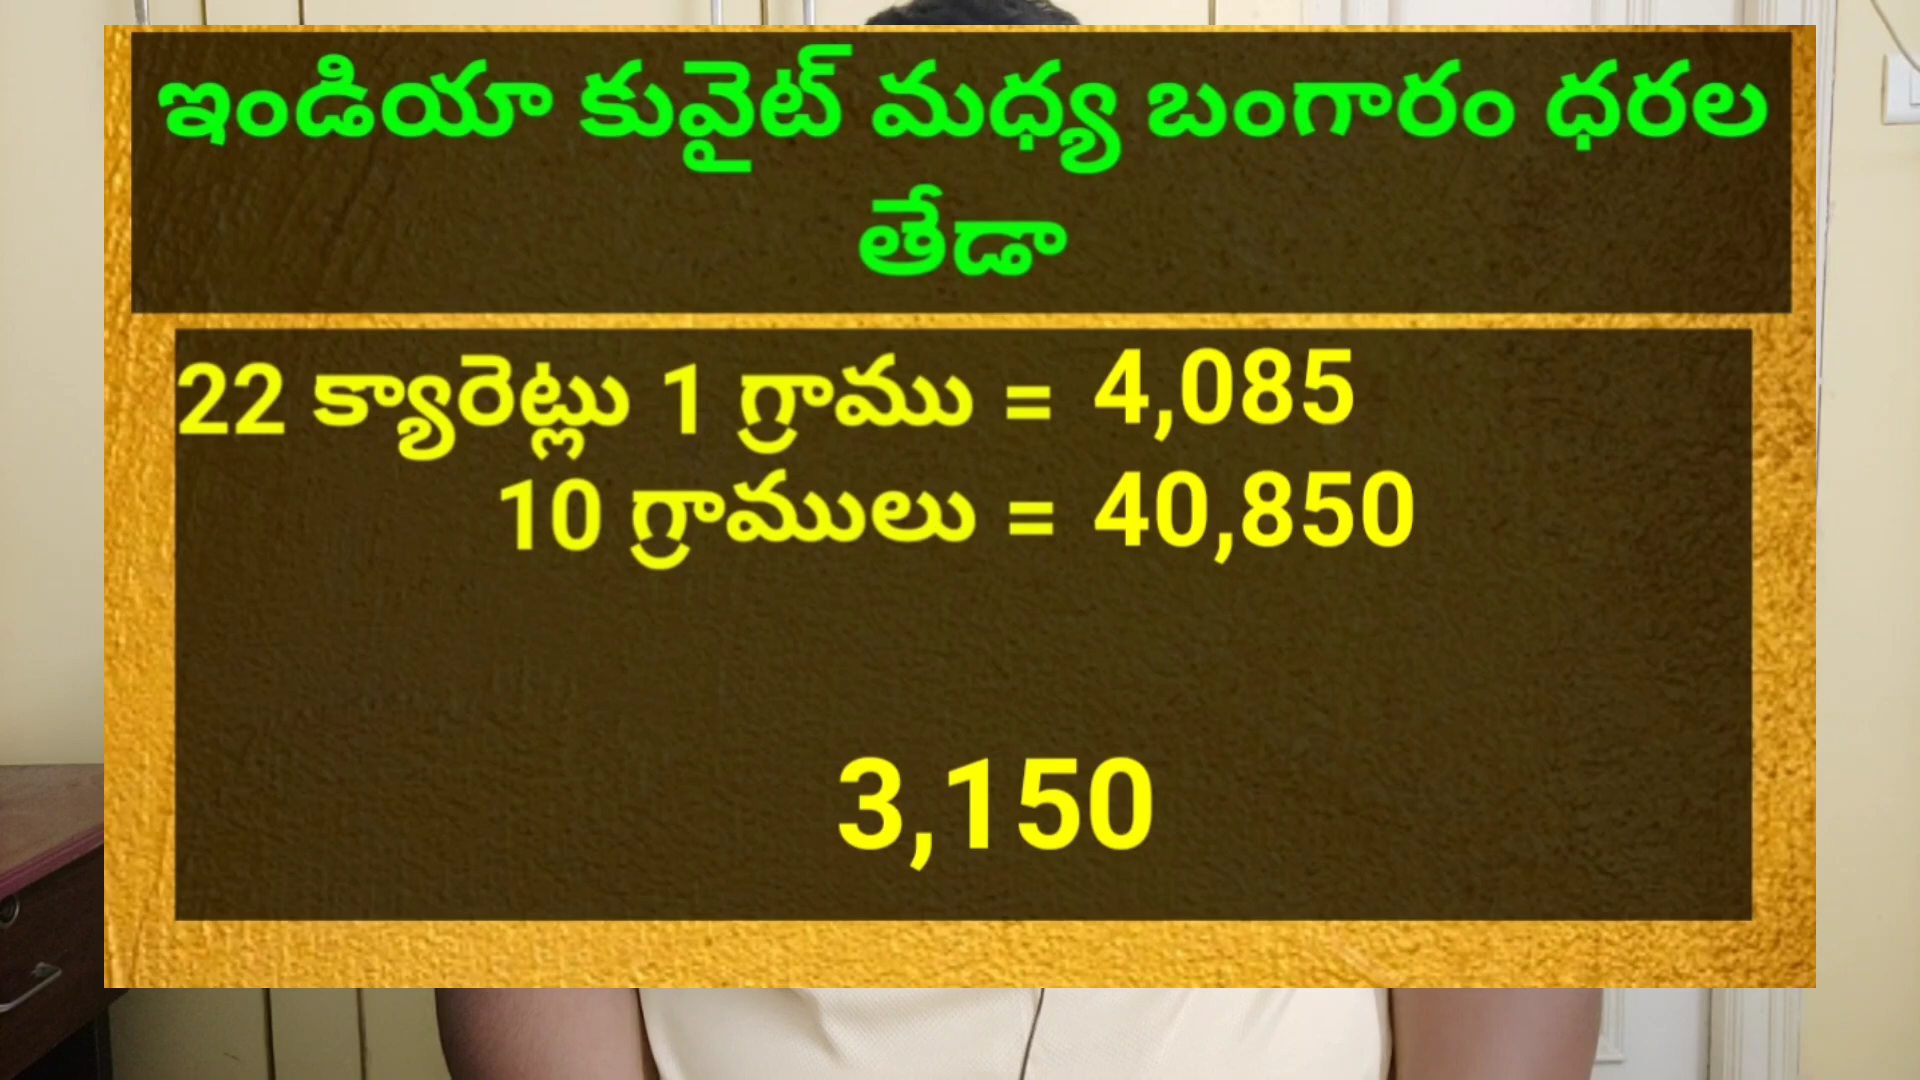 ఇండియా కువైట్ మధ్య బంగారం ధరల
తేడా
22 క్యారెట్లు 1 గ్రాము = 4,085
10 గ్రాములు = 40,850
3,150